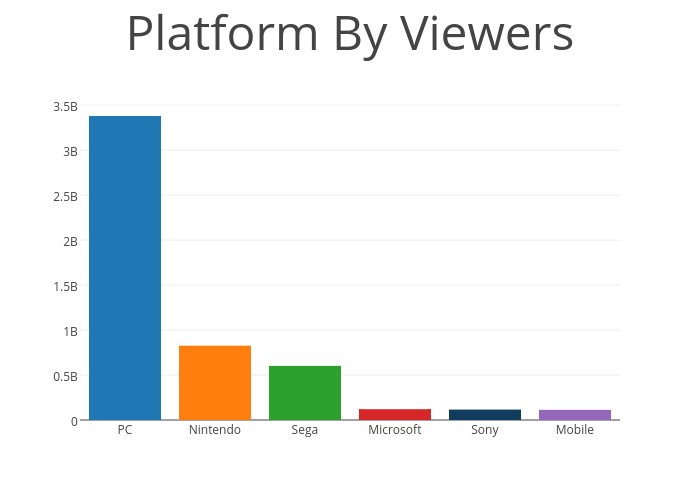 Platform By Viewers
3.5B
3B
2.5B
2B
1.5B
1B
0.5B
0
PC Nintendo Sega Microsoft Sony Mobile